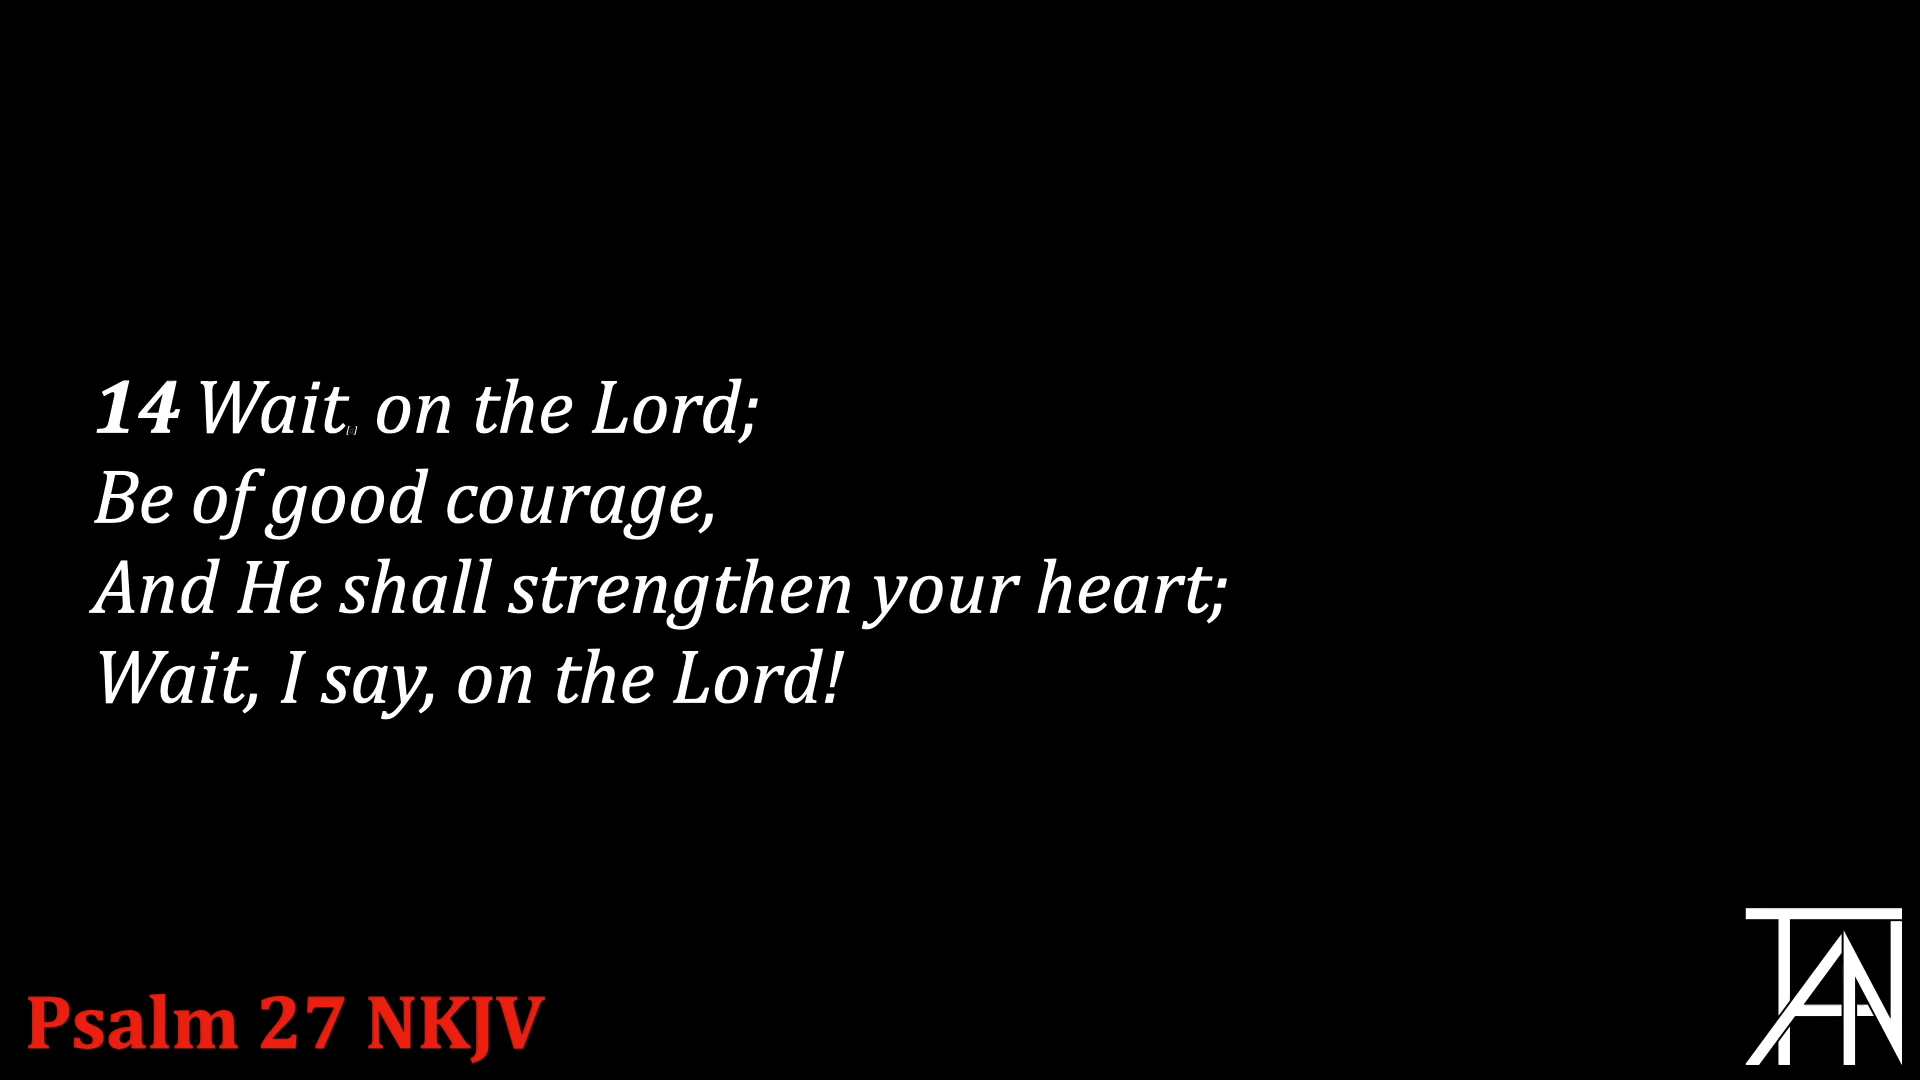 14 Wait on the Lord;
Be of good courage,
And He shall strengthen your heart;
Wait, I say, on the Lord!
Psalm 27 NKJV
TAN